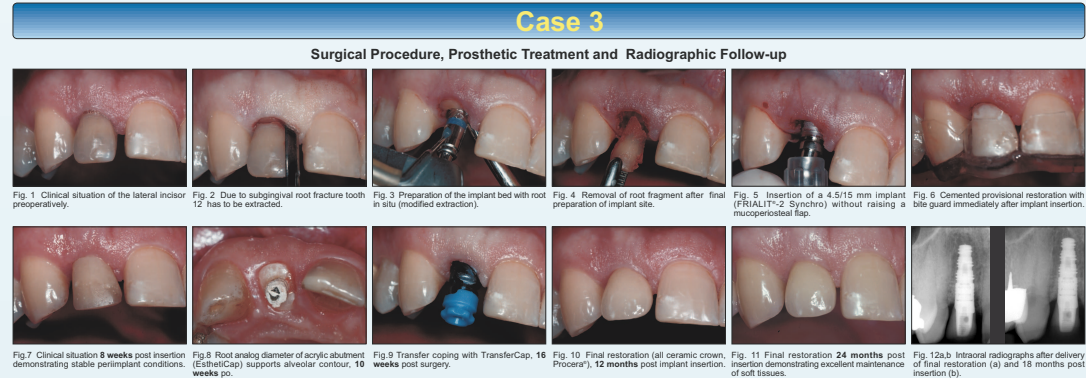 Case 3
Surgical Procedure, Prosthetic Treatment and Radiographic Follow-up
Fig. 1 Clinical situation of the lateral incisor
preoperatively.
Fig. 2 Due to subgingival root fracture tooth
12 has to be extracted.
Fig. 3 Preparation of the implant bed with root
in situ (modified extraction).
Fig. 4 Removal of root fragment after final
preparation of implant site.
Fig. 5 Insertion of a 4.5/15 mm implant
(FRIALIT®-2 Synchro) without raising a
mucoperiosteal flap.
Fig. 6 Cemented provisional restoration with
bite guard immediately after implant insertion.
Fig.7 Clinical situation 8 weeks post insertion
demonstrating stable periimplant conditions.
Fig.8 Root analog diameter of acrylic abutment
(EsthetiCap) supports alveolar contour, 10
weeks po.
Fig.9 Transfer coping with TransferCap, 16
weeks post surgery.
Fig. 10 Final restoration (all ceramic crown,
Procera®), 12 months post implant insertion.
Fig. 11 Final restoration 24 months post
insertion demonstrating excellent maintenance
of soft tissues.
Fig. 12a,b Intraoral radiographs after delivery
of final restoration (a) and 18 months post
insertion (b).